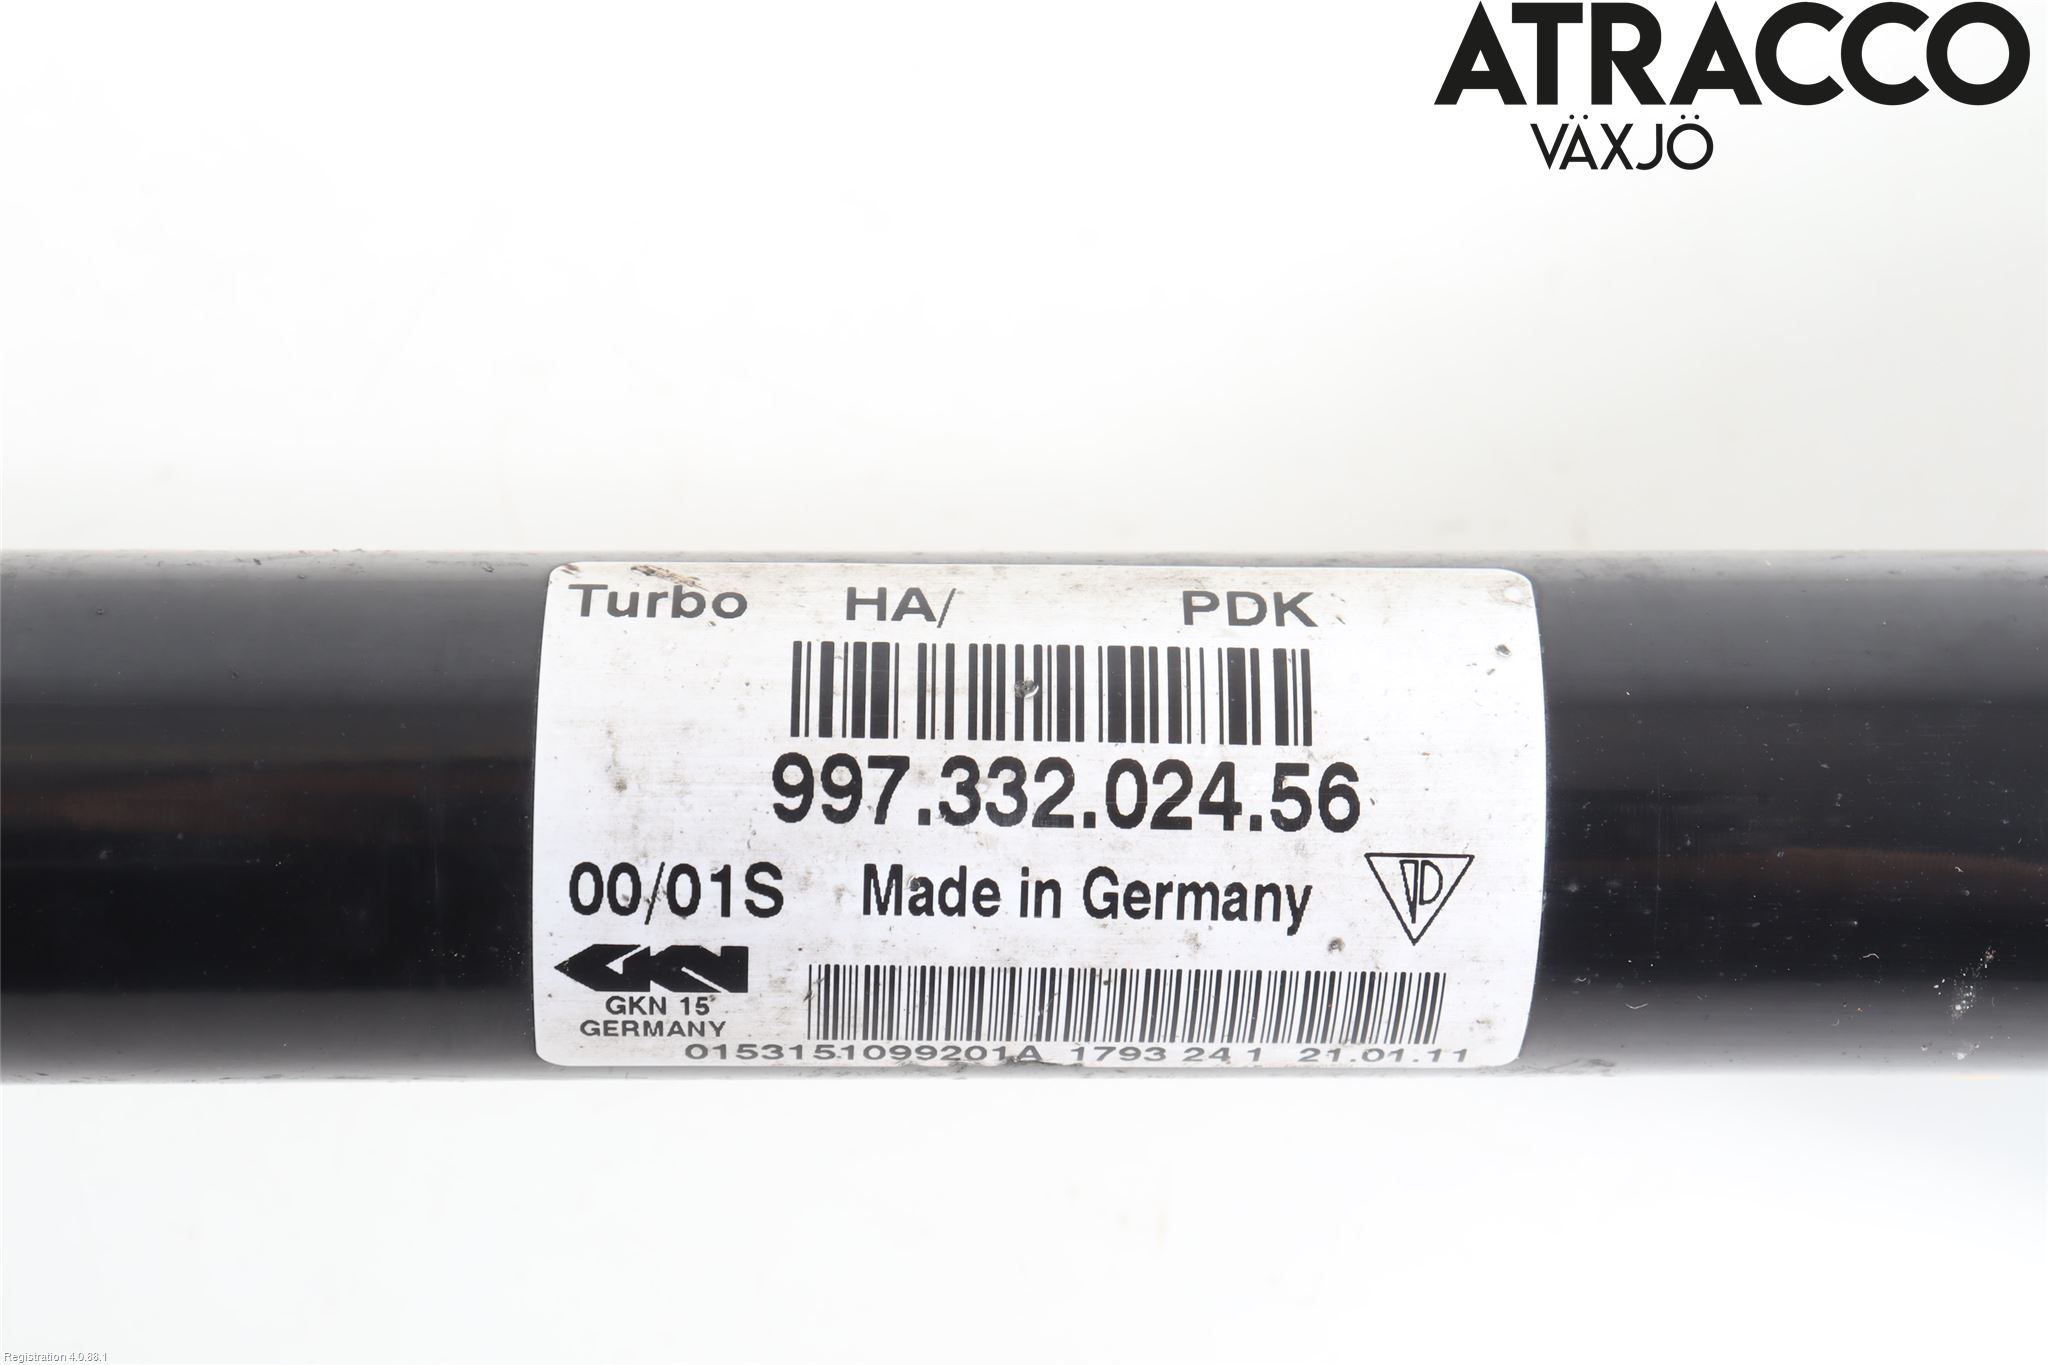 ATRACCO
VÄXJÖ
Turbo HA/ PDK
997.332.024.56
00/01S Made in Germany
GKN
GKN 15
GERMANY
0153151099201A 1793 24 1 21.01.11
Registration 4.0.88.1